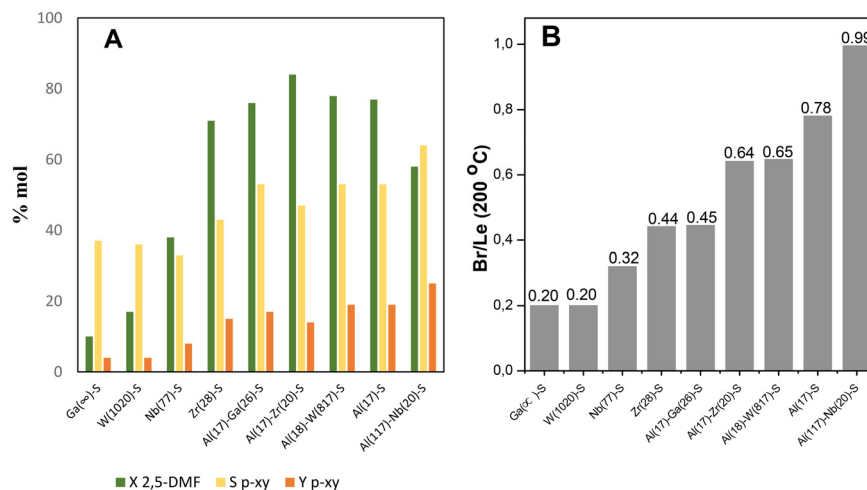 A
100
80
60
40
20
0
% mol
Ga(∞)-S
W(1020)-S
Nb(77)-S
Zr(28)-S
Al(17)-Ga(26)-S
Al(17)-Zr(20)-S
Al(18)-W(817)-S
Al(17)-S
Al(117)-Nb(20)-S
X 2,5-DMF S p-xy Y p-xy
B
1,0
0,8
0,6
0,4
0,2
0,0
Br/Le (200 °C)
0.20
0.20
0.32
0.44
0.45
0.64
0.65
0.78
0.99
Ga(∝ )-S
W(1020)-S
Nb(77)-S
Zr(28)-S
Al(17)-Ga(26)-S
Al(17)-Zr(20)-S
Al(18)-W(817)-S
Al(17)-S
Al(117)-Nb(20)-S